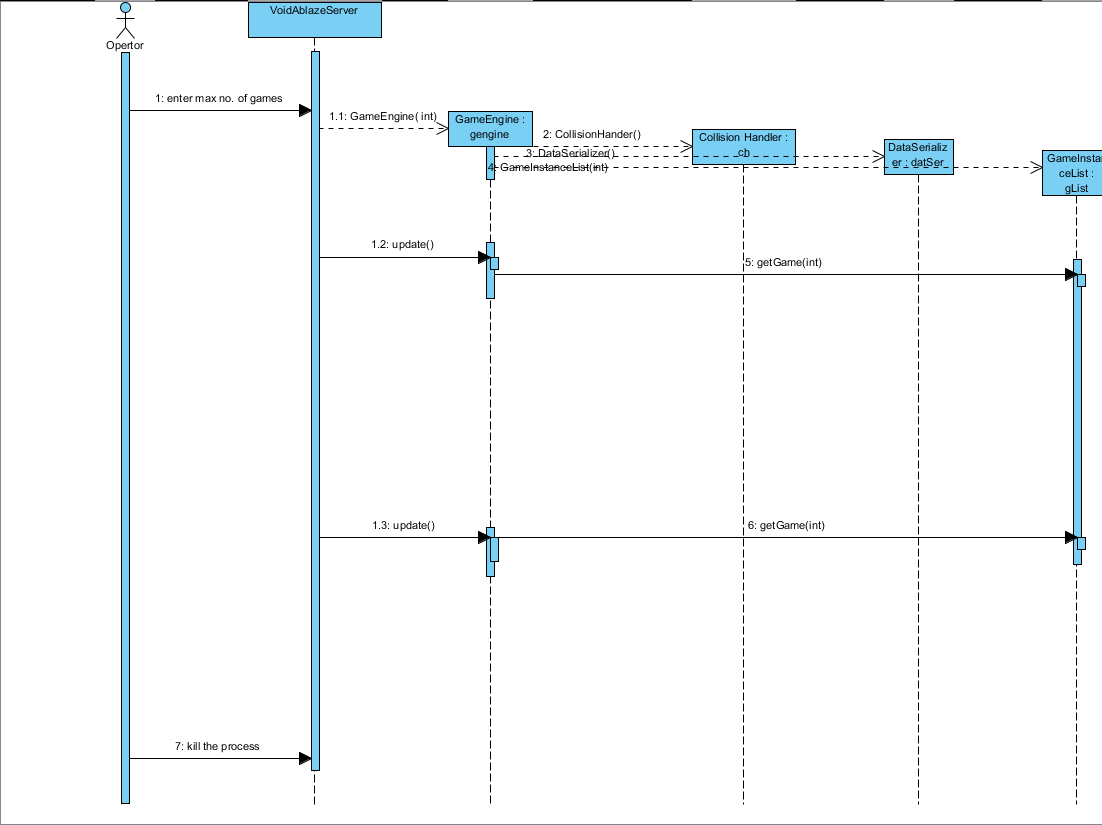 VoidAblazeServer
Opertor
1: enter max no. of games
1.1: GameEngine( int)
GameEngine :
gengine
2: CollisionHander()
Collision Handler :
cb
3: DataSerializer()
DataSerializ
er : datSer
4: GameInstanceList(int)
GameInstan
ceList :
gList
1.2: update()
5: getGame(int)
1.3: update()
6: getGame(int)
7: kill the process